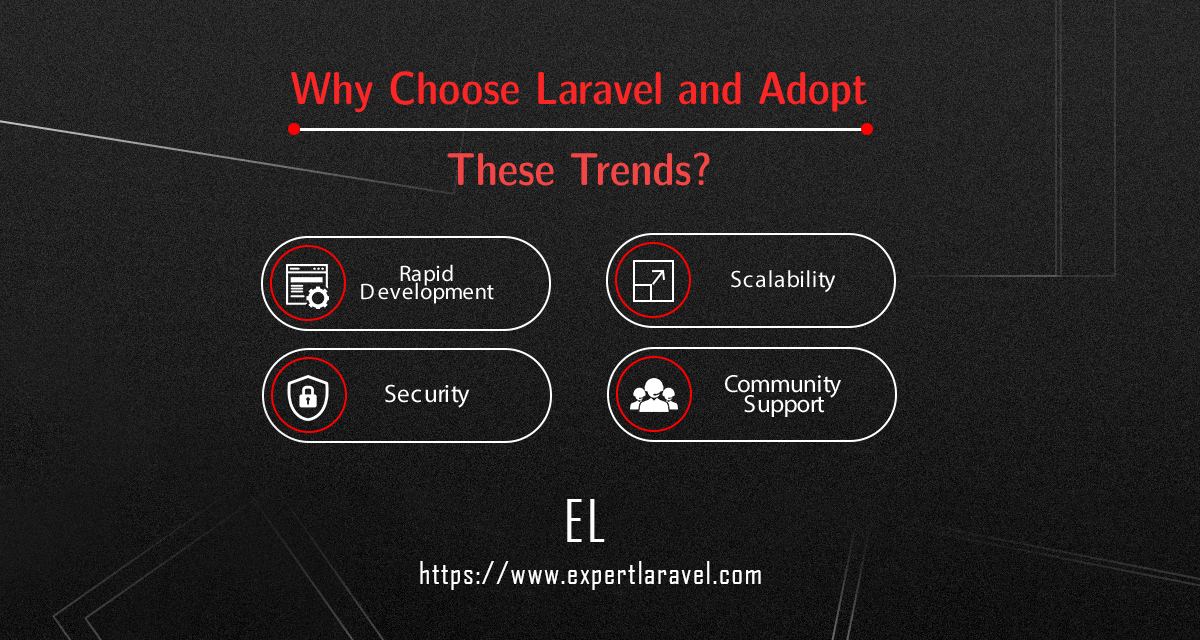 Why Choose Laravel and Adopt
These Trends?
Rapid
Development
Scalability
Security
Community
Support
EL
https://www.expertlaravel.com